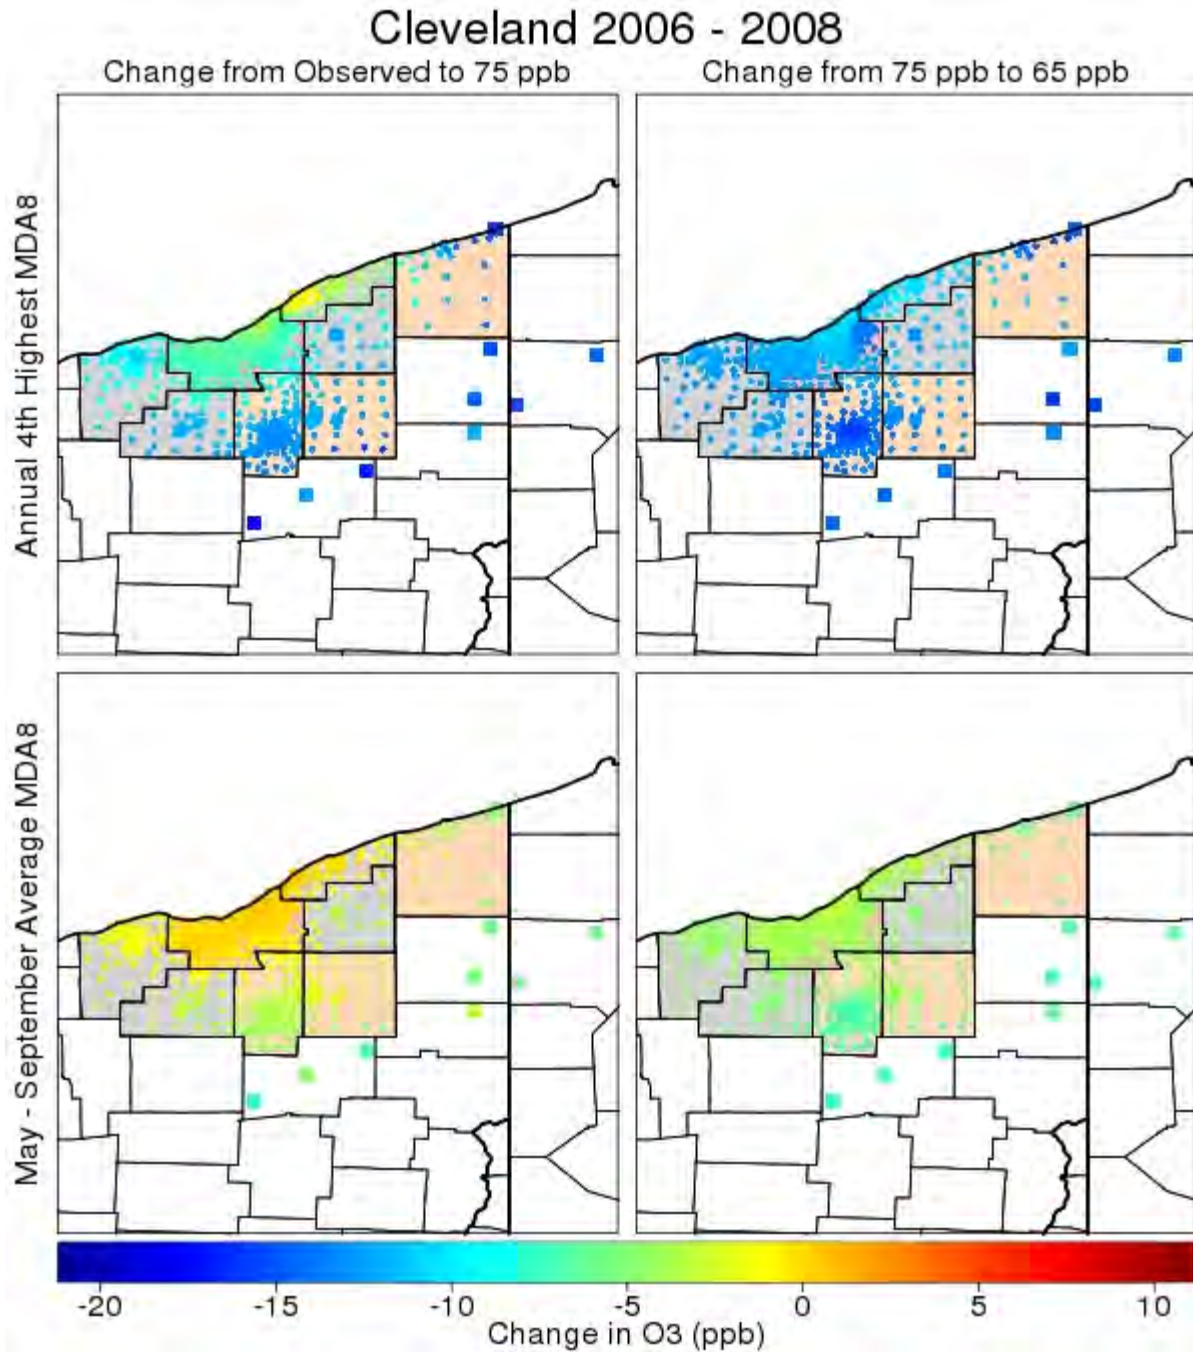 Cleveland 2006 - 2008
Change from Observed to 75 ppb
Change from 75 ppb to 65 ppb
Annual 4th Highest MDA8
May - September Average MDA8
-20 -15 -10 -5 0 5 10
Change in O3 (ppb)